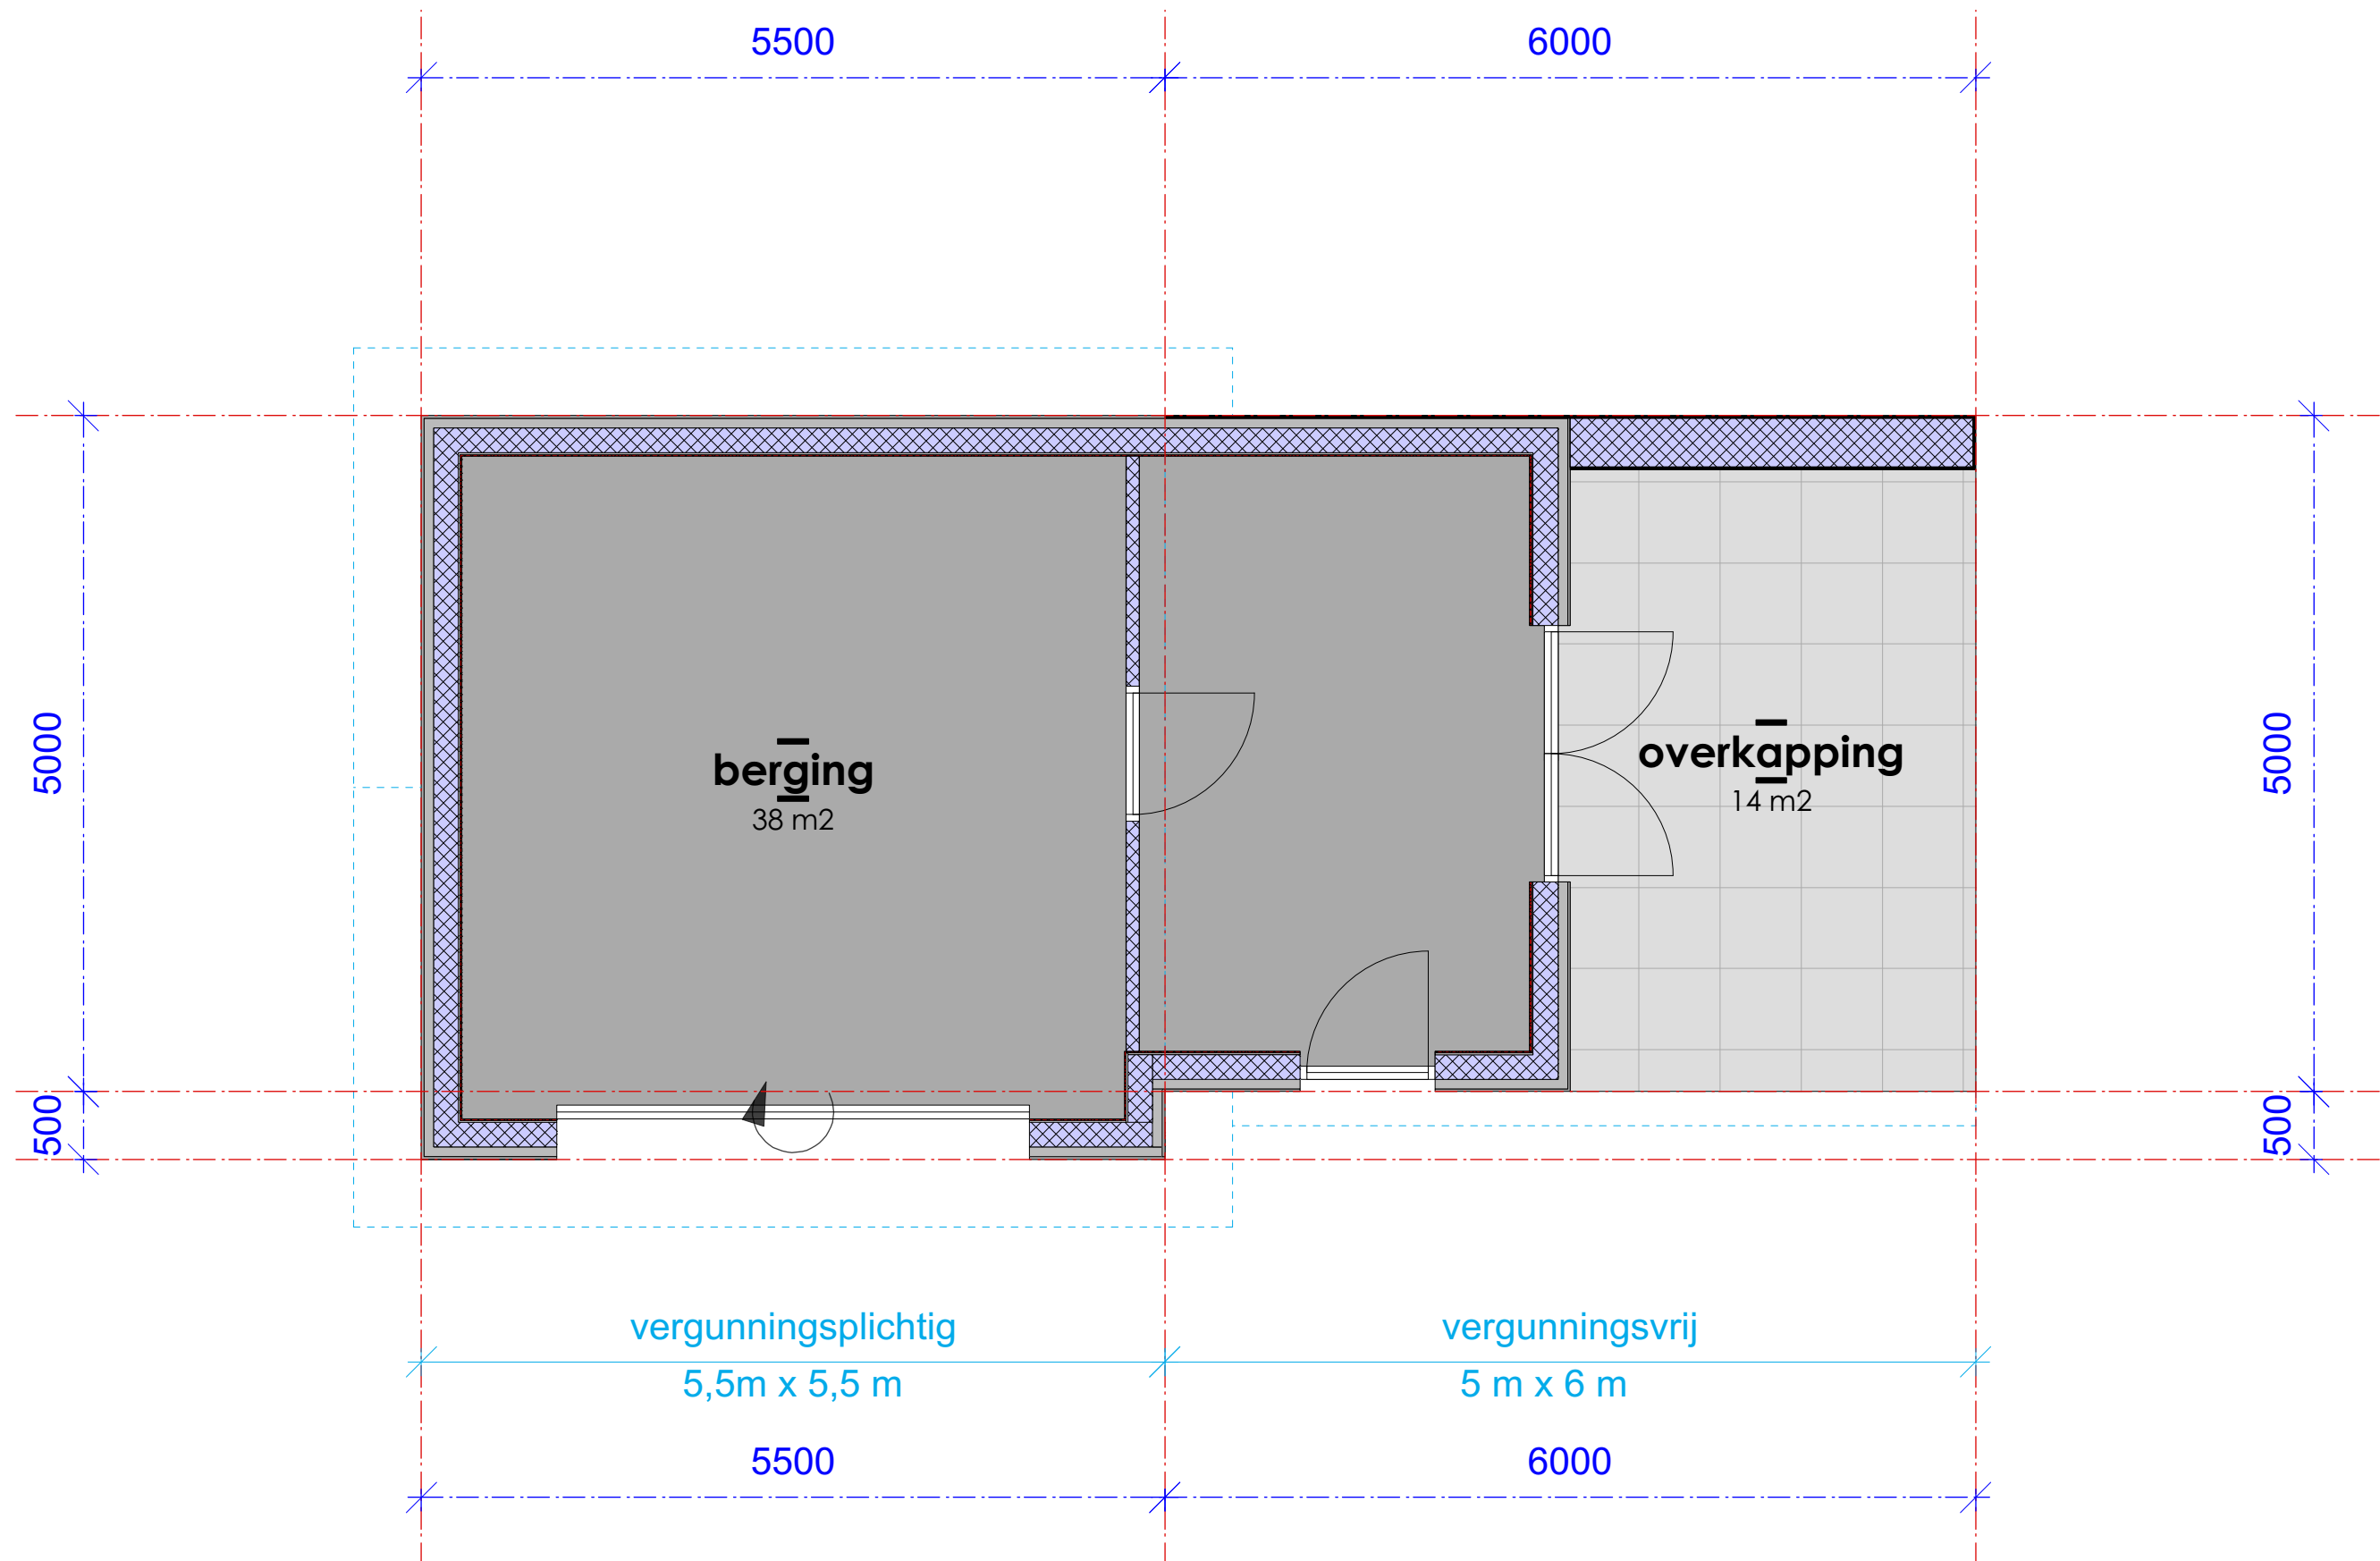 5500
6000
5000
5000
berging
38 m2
overkapping
14 m2
500
500
vergunningsplichtig
5,5m x 5,5 m
vergunningsvrij
5 m x 6 m
5500
6000